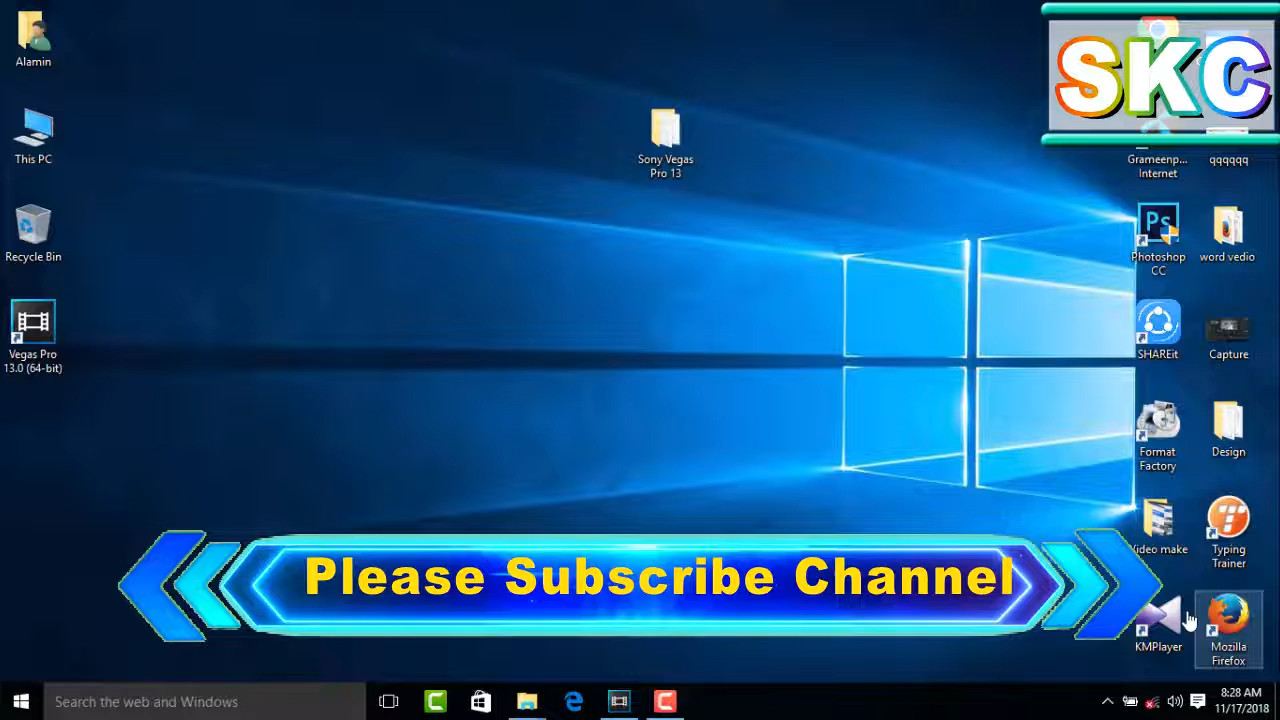 Alamin
This PC
Recycle Bin
Vegas Pro
13.0 (64-bit)
Sony Vegas
Pro 13
SKC
Grameenp...
Internet
qqqqqq
Ps
Photoshop
CC
word vedio
SHAREit
Capture
Format
Factory
Design
Video make
Typing
Trainer
KMPlayer
Mozilla
Firefox
Please Subscribe Channel
Search the web and Windows
8:28 AM
11/17/2018